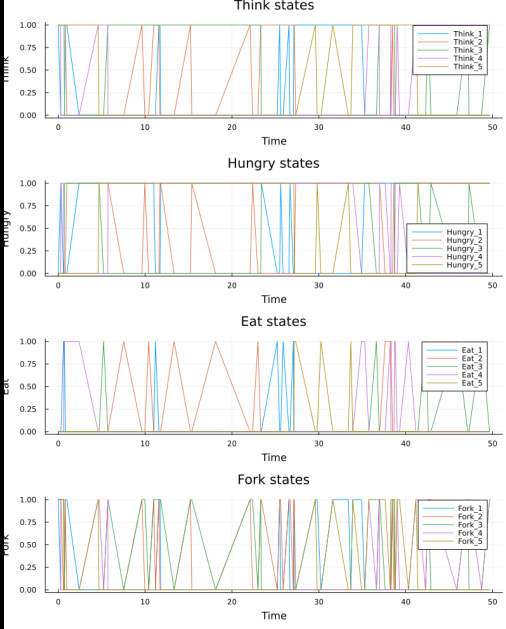 Think states
1.00
0.75
0.50
0.25
0.00
Think
0 10 20 30 40 50
Time
Think_1
Think_2
Think_3
Think_4
Think_5
Hungry states
1.00
0.75
0.50
0.25
0.00
Hungry
0 10 20 30 40 50
Time
Hungry_1
Hungry_2
Hungry_3
Hungry_4
Hungry_5
Eat states
1.00
0.75
0.50
0.25
0.00
Eat
0 10 20 30 40 50
Time
Eat_1
Eat_2
Eat_3
Eat_4
Eat_5
Fork states
1.00
0.75
0.50
0.25
0.00
Fork
0 10 20 30 40 50
Time
Fork_1
Fork_2
Fork_3
Fork_4
Fork_5